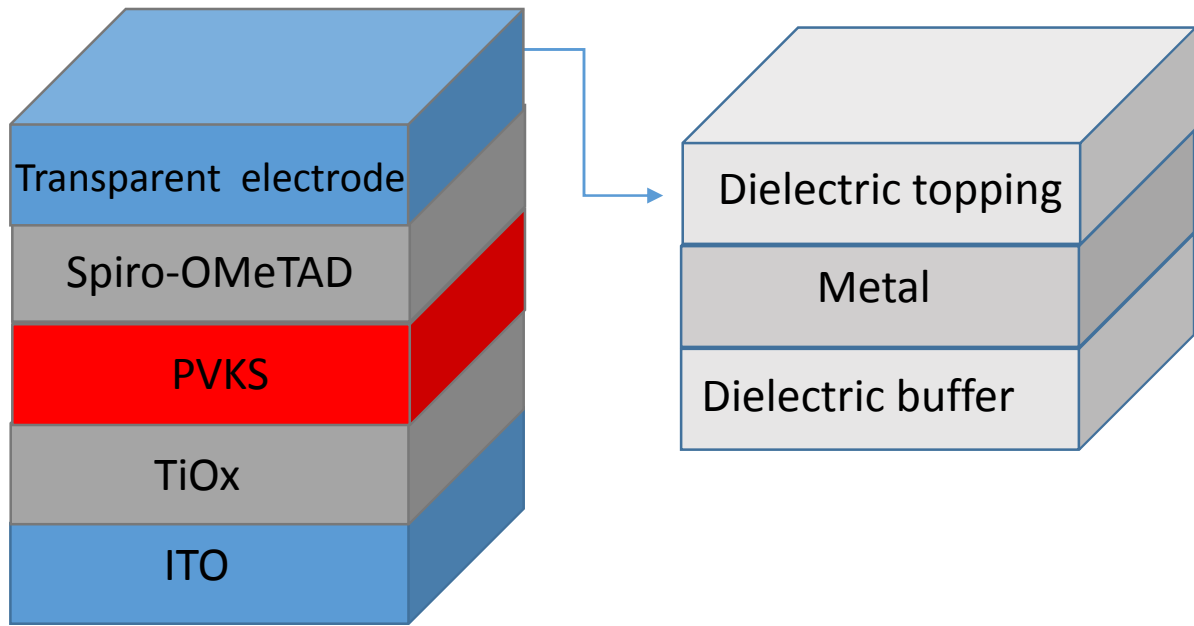 Transparent electrode
Spiro-OMeTAD
PVKS
TiOx
ITO
Dielectric topping
Metal
Dielectric buffer